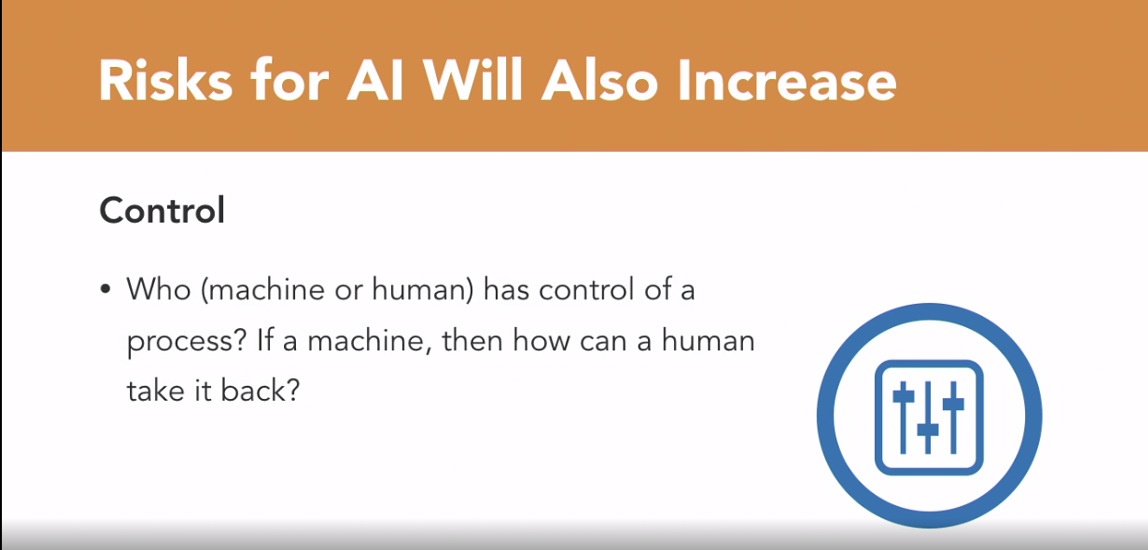 Risks for AI Will Also Increase
Control
• Who (machine or human) has control of a
process? If a machine, then how can a human
take it back?